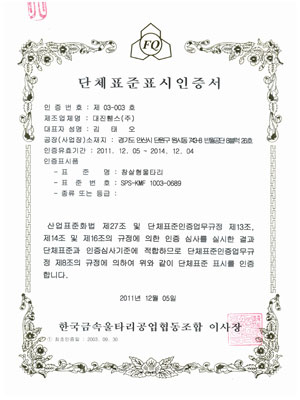 FQ
단체표준표시인증서
인 증 번 호 : 제 03-003 호
제조업체명 : 대진휀스(주)
대표자 성명 : 김 태 오
공장(사업장)소재지 : 경기도 안산시 단원구
인증유효기간 : 2011. 12. 05 ~ 2014. 12. 04
인증표시품
- 표 준 명 : 창살형울타리
- 표 준 번 호 : SPS-KMF 1003-0689
- 종류 또는 등급 :
산업표준화법 제27조 및 단체표준인증업무규정 제13조,
제14조 및 제16조의 규정에 의한 인증 심사를 실시한 결과
단체표준과 인증심사기준에 적합하므로 단체표준인증업무규
정 제8조의 규정에 의하여 위와 같이 단체표준 표시를 인증
합니다.
2011년 12월 05일
한국금속울타리공업협동조합 이사장
최초인증일 : 2003. 09. 30